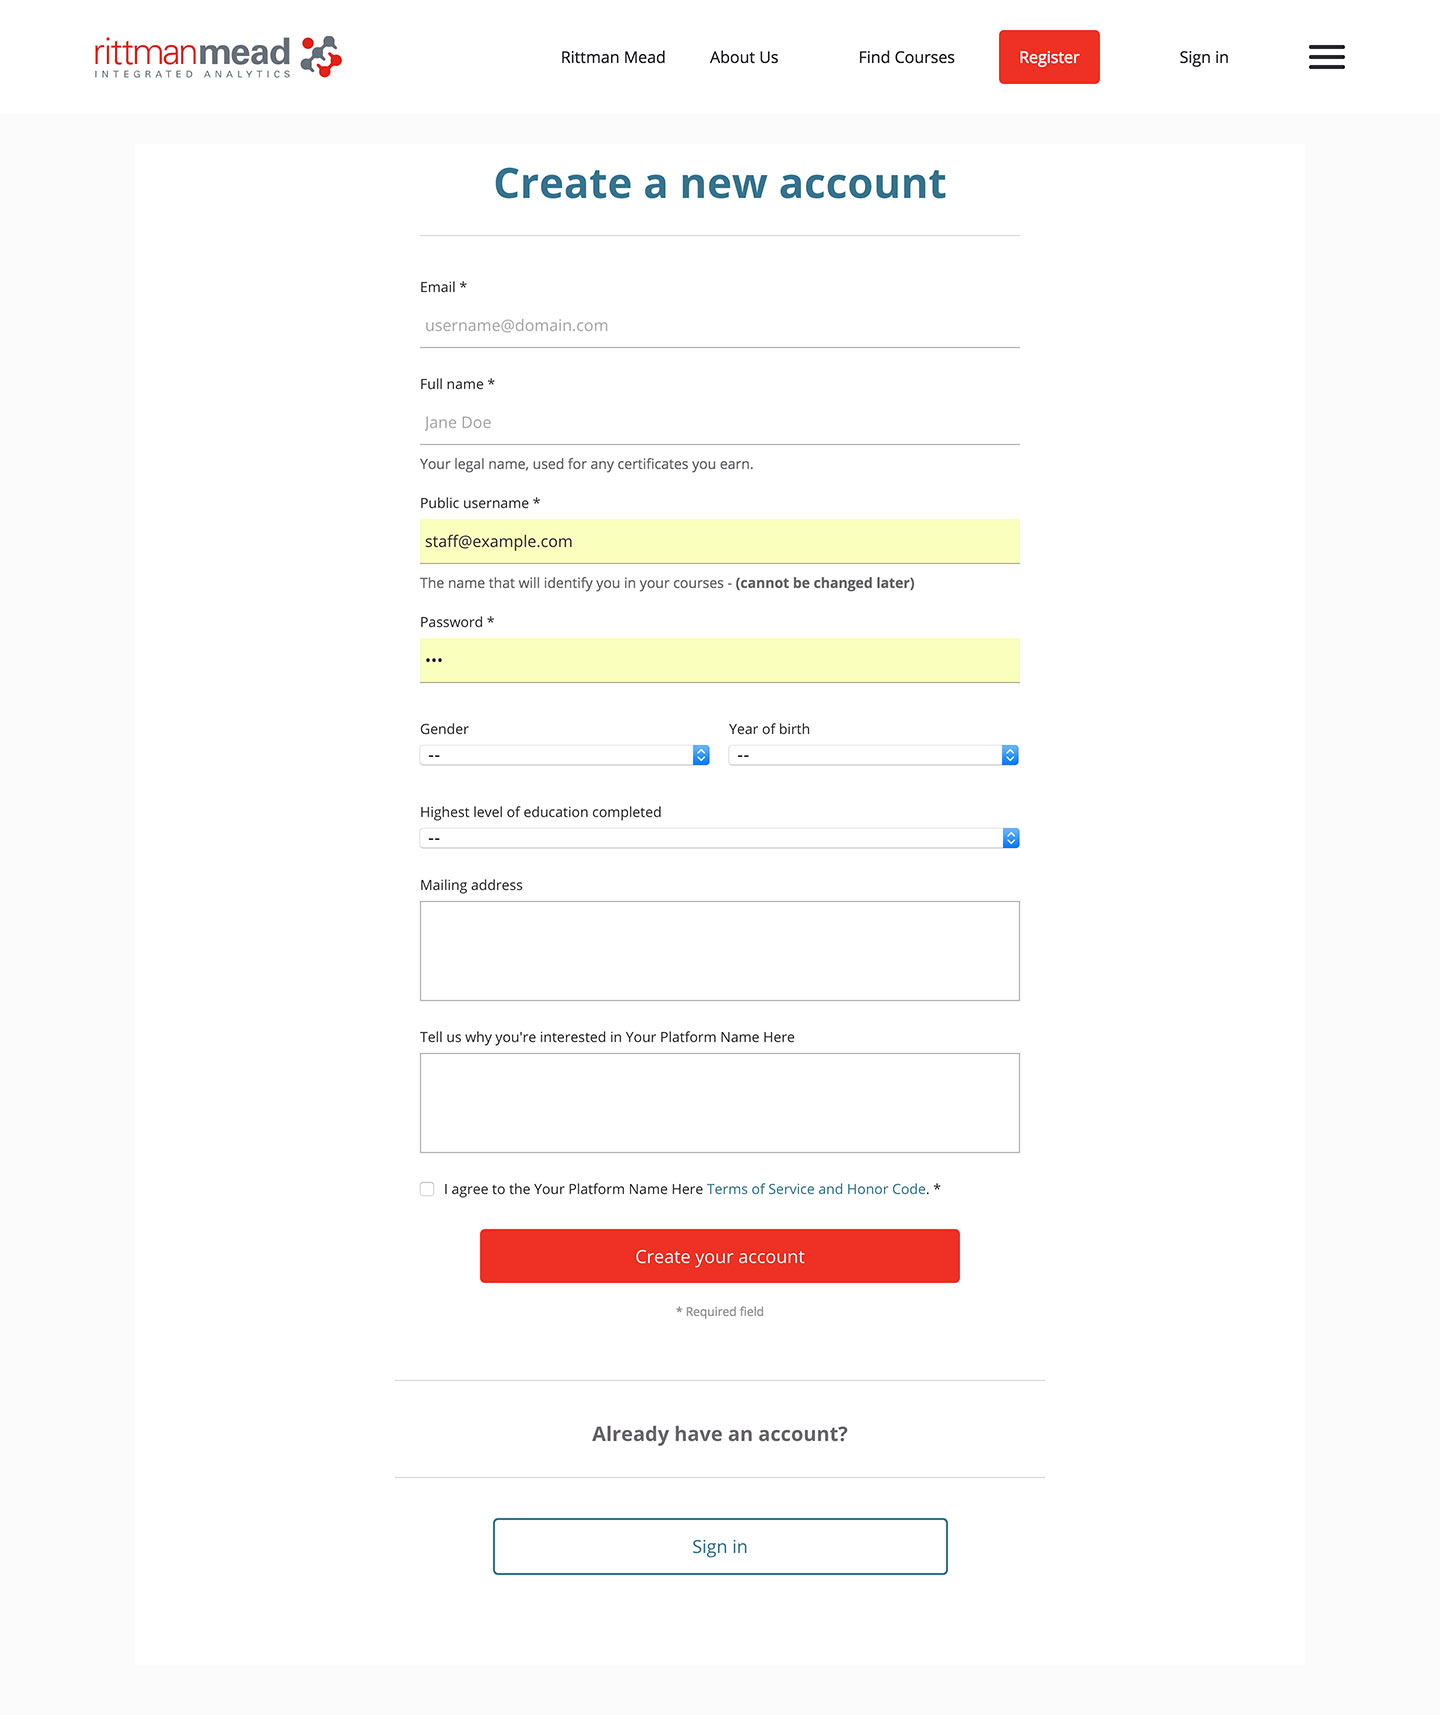 rittmanmead
INTEGRATED ANALYTICS
Rittman Mead About Us Find Courses Register Sign in
Create a new account
Email *
username@domain.com
Full name *
Jane Doe
Your legal name, used for any certificates you earn.
Public username *
staff@example.com
The name that will identify you in your courses - (cannot be changed later)
Password *
•••
Gender Year of birth
-- --
Highest level of education completed
--
Mailing address
Tell us why you're interested in Your Platform Name Here
I agree to the Your Platform Name Here Terms of Service and Honor Code. *
Create your account
* Required field
Already have an account?
Sign in